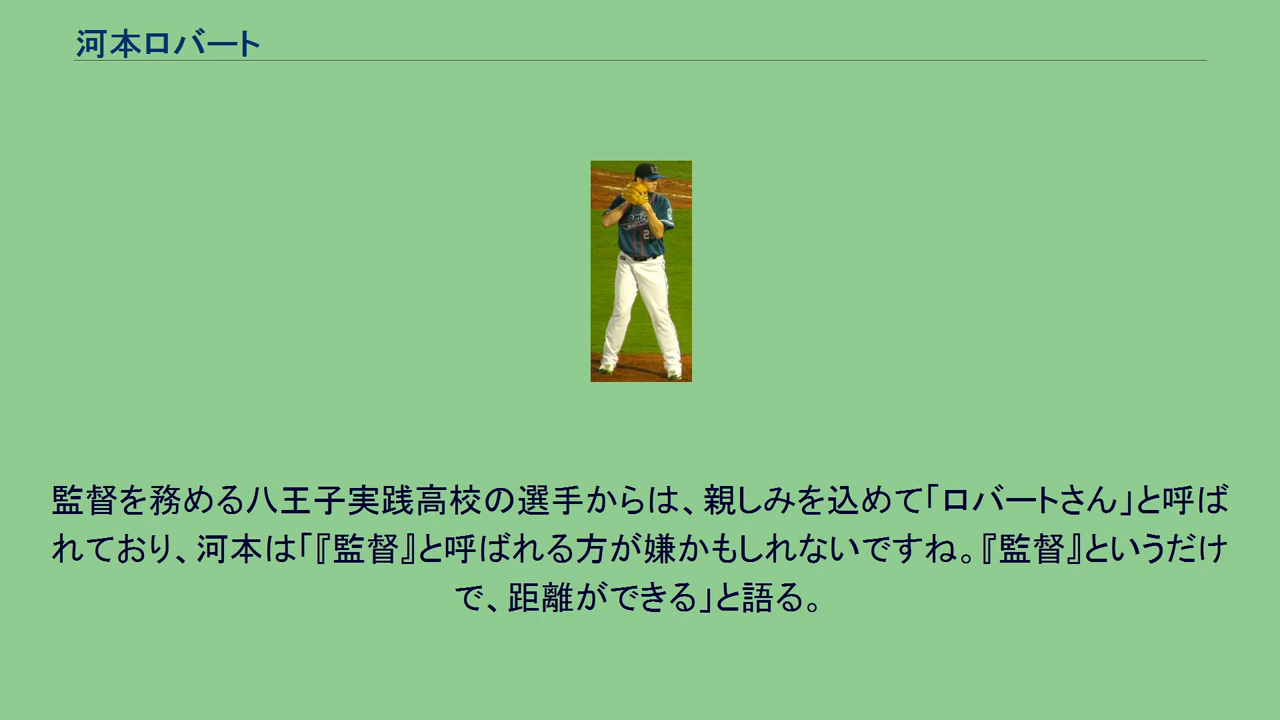 河本ロバート
監督を務める八王子実践高校の選手からは、親しみを込めて「ロバートさん」と呼ば
れており、河本は「『監督』と呼ばれる方が嫌かもしれないですね。『監督』というだけ
で、距離ができる」と語る。